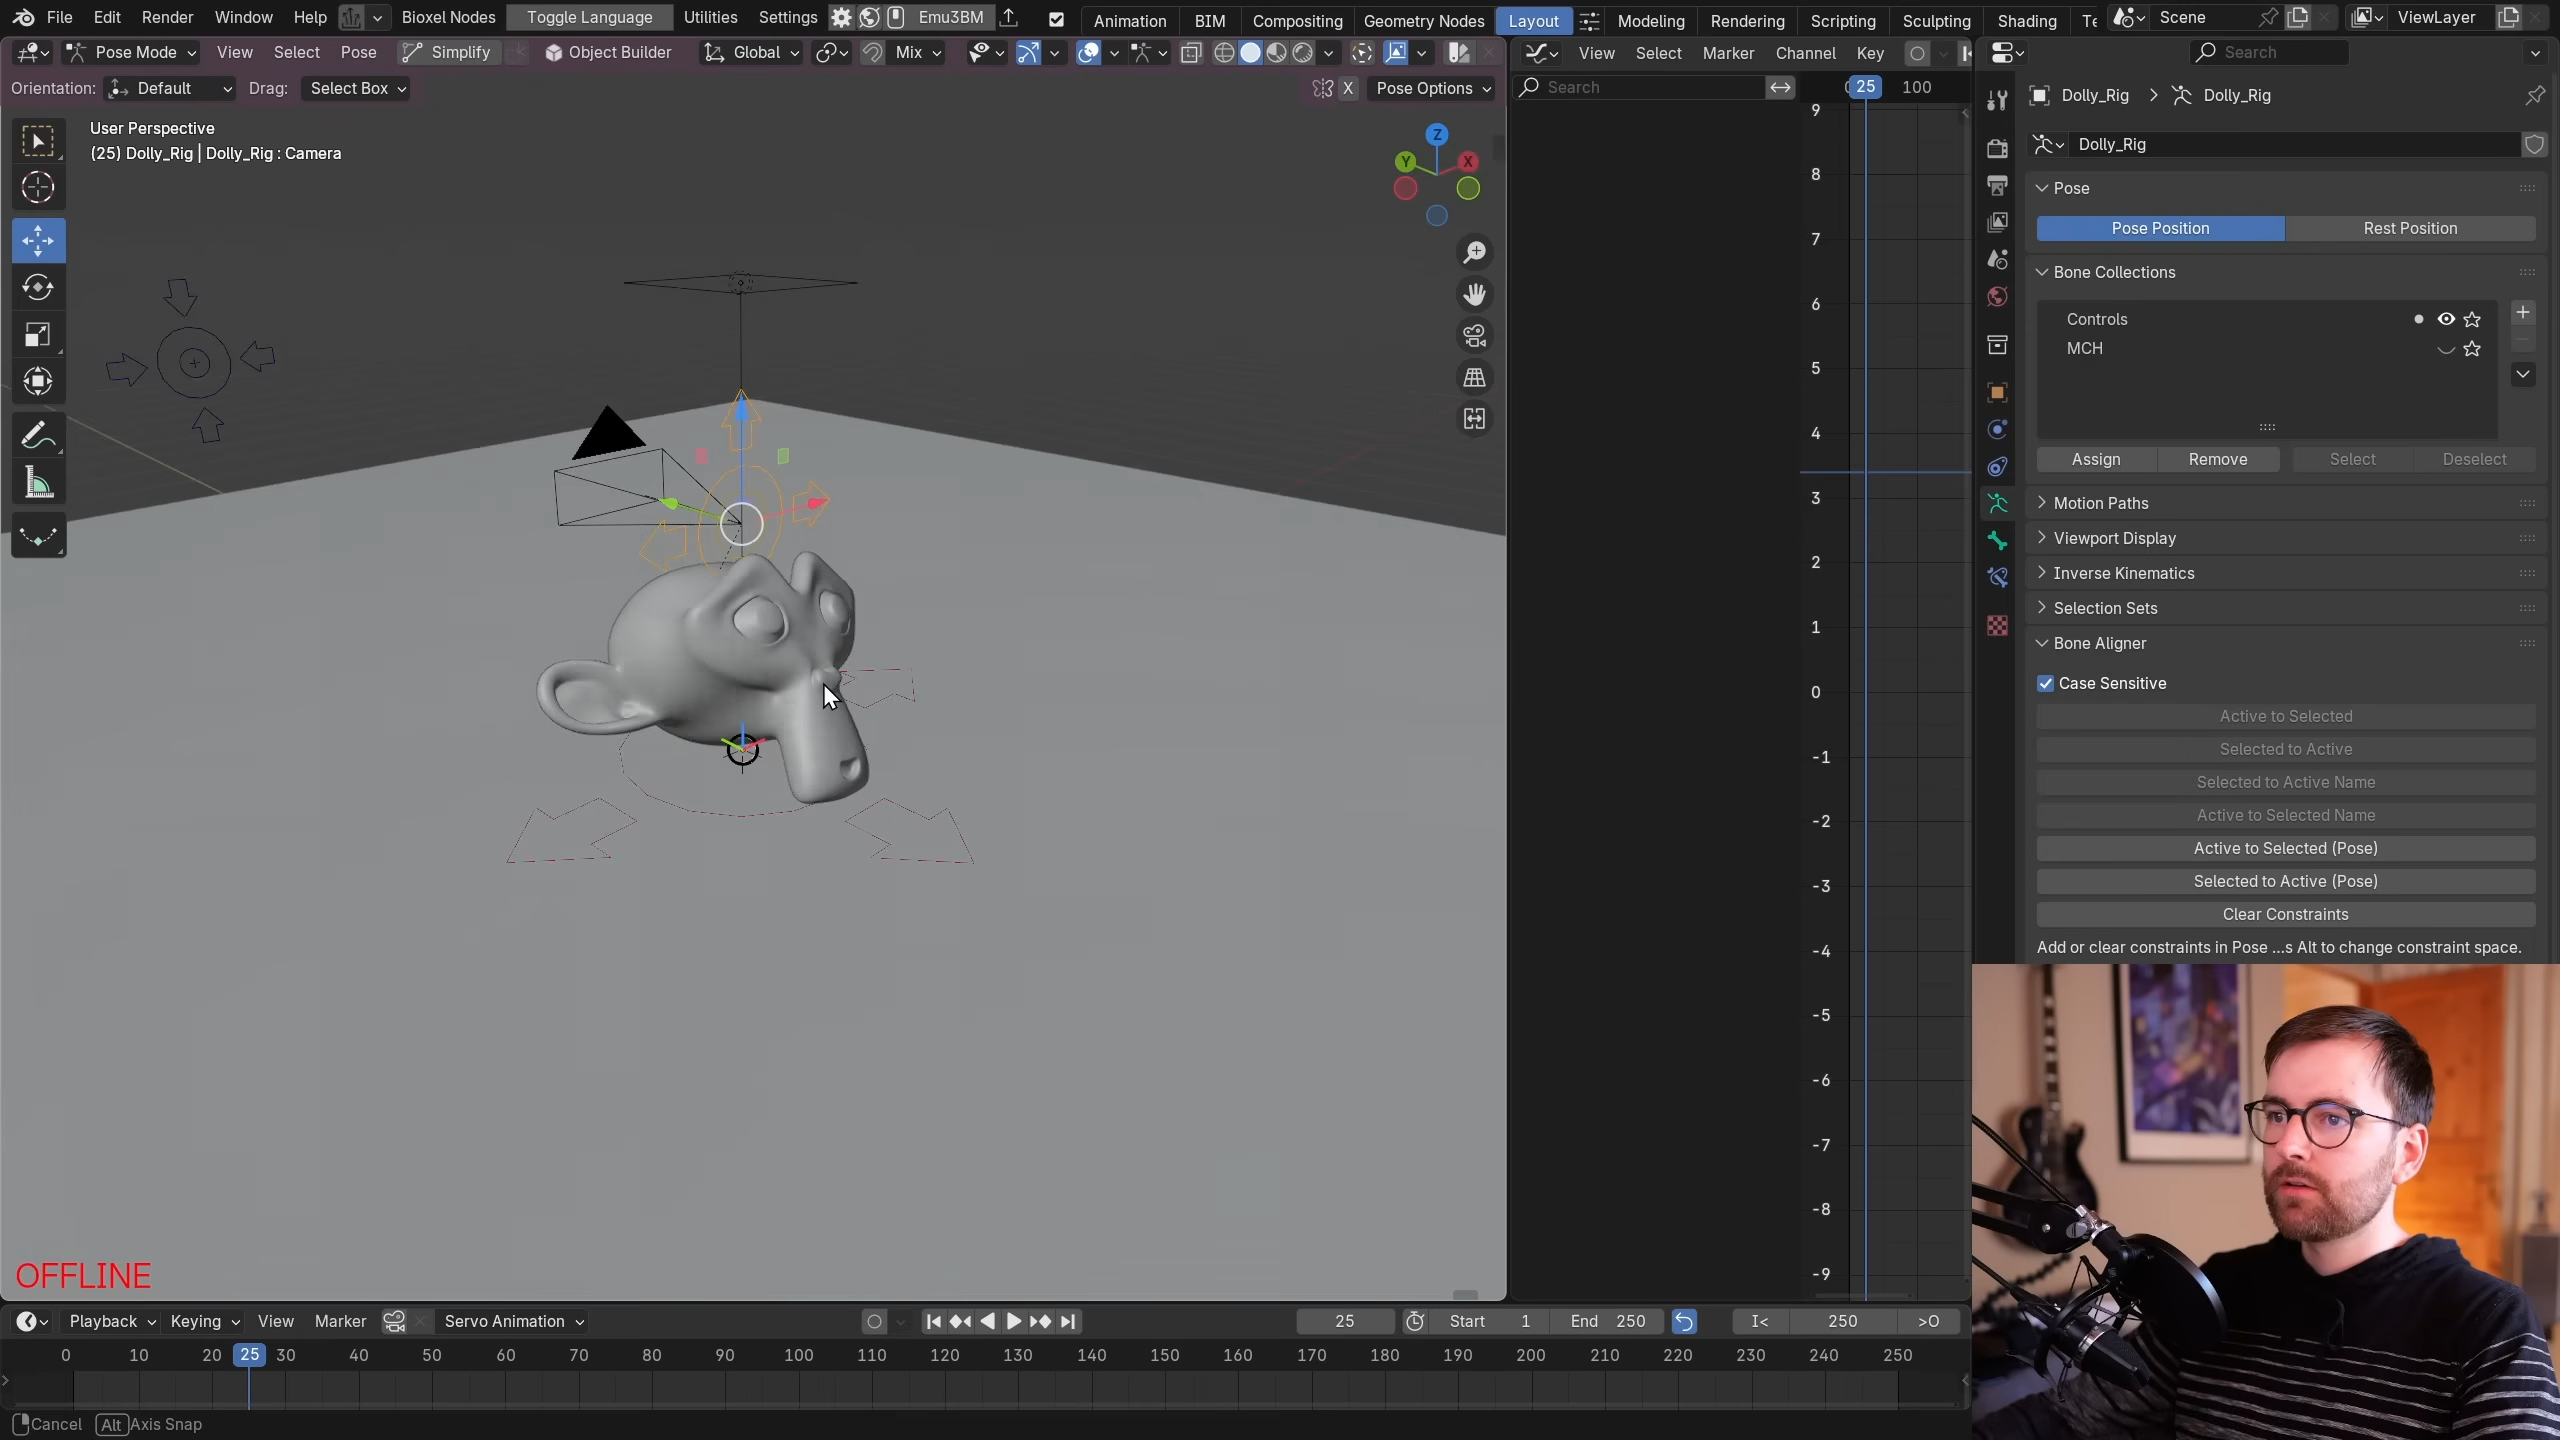 File Edit Render Window Help Bioxel Nodes Toggle Language Utilities Settings Emu3BM Animation BIM Compositing Geometry Nodes Layout Modeling Rendering Scripting Sculpting Shading Te Scene ViewLayer
Pose Mode View Select Pose Simplify Object Builder Global Mix View Select Marker Channel Key Search
Orientation: Default Drag: Select Box X Pose Options Search 25 100
User Perspective
(25) Dolly_Rig | Dolly_Rig : Camera
Z
Y
X
9
8
7
6
5
4
3
2
1
0
-1
-2
-3
-4
-5
-6
-7
-8
-9
Dolly_Rig > Dolly_Rig
Dolly_Rig
Pose
Pose Position Rest Position
Bone Collections
Controls
MCH
Assign Remove Select Deselect
Motion Paths
Viewport Display
Inverse Kinematics
Selection Sets
Bone Aligner
Case Sensitive
Active to Selected
Selected to Active
Selected to Active Name
Active to Selected Name
Active to Selected (Pose)
Selected to Active (Pose)
Clear Constraints
Add or clear constraints in Pose ...s Alt to change constraint space.
OFFLINE
Playback Keying View Marker Servo Animation 25 Start 1 End 250 I< 250 >O
0 10 20 25 30 40 50 60 70 80 90 100 110 120 130 140 150 160 170 180 190 200 210 220 230 240 250
Cancel Alt Axis Snap